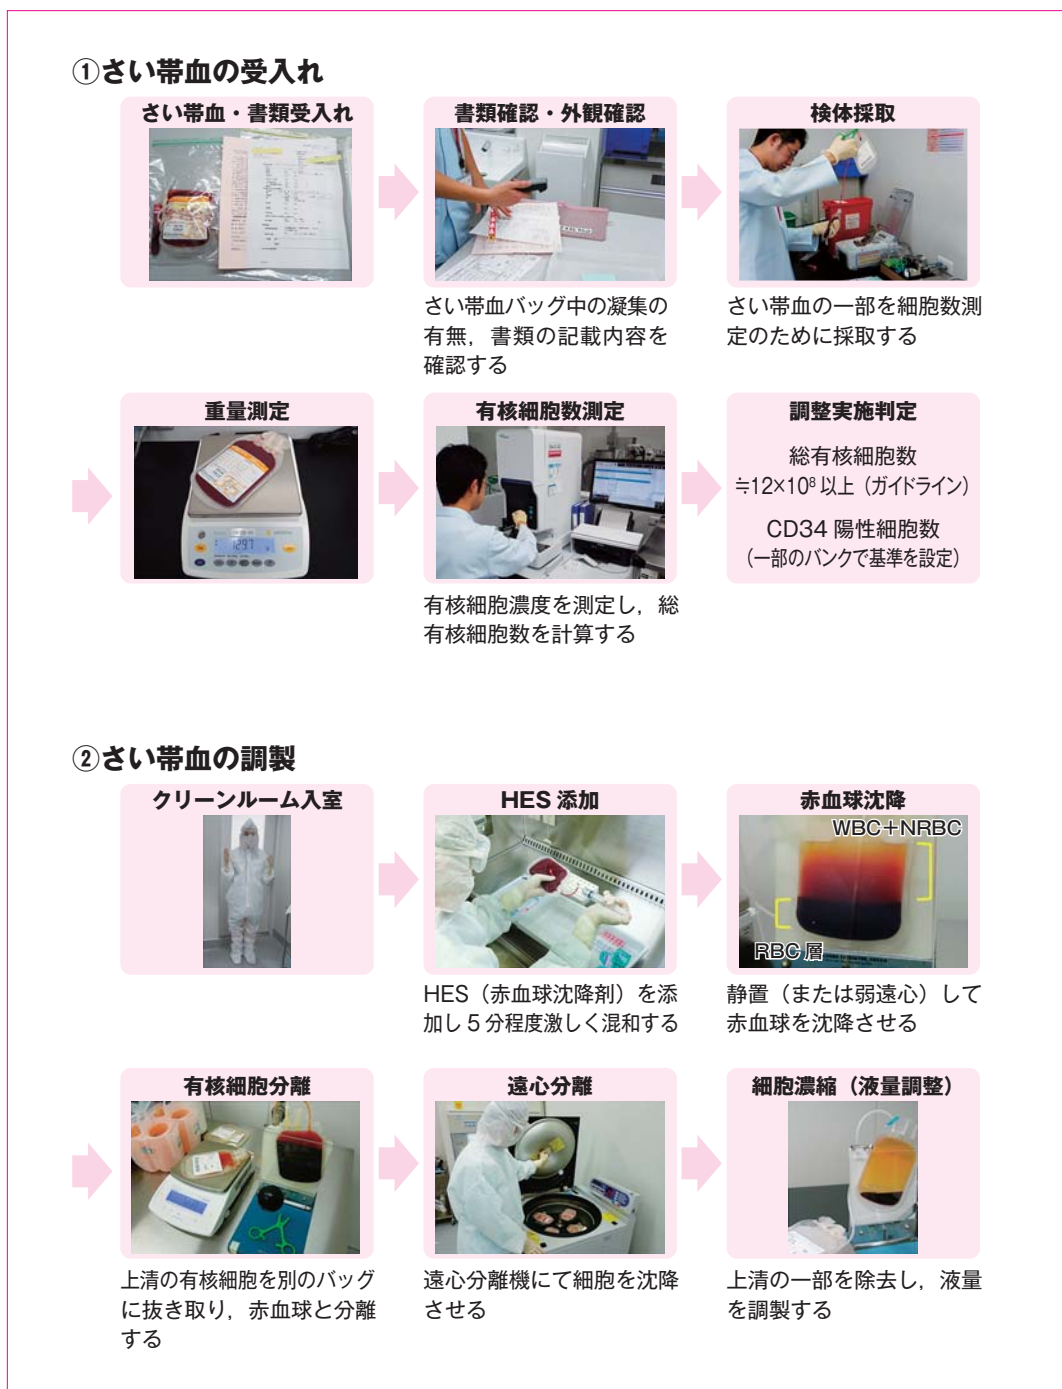 ①さい帯血の受入れ
さい帯血・書類受入れ
書類確認・外観確認
さい帯血バッグ中の凝集の
有無，書類の記載内容を
確認する
検体採取
さい帯血の一部を細胞数測
定のために採取する
重量測定
129.7
有核細胞数測定
有核細胞濃度を測定し，総
有核細胞数を計算する
調整実施判定
総有核細胞数
≒12×10⁸ 以上（ガイドライン）
CD34 陽性細胞数
（一部のバンクで基準を設定）
②さい帯血の調製
クリーンルーム入室
HES 添加
HES（赤血球沈降剤）を添
加し 5 分程度激しく混和する
赤血球沈降
WBC＋NRBC
RBC 層
静置（または弱遠心）して
赤血球を沈降させる
有核細胞分離
上清の有核細胞を別のバッグ
に抜き取り，赤血球と分離
する
遠心分離
遠心分離機にて細胞を沈降
させる
細胞濃縮（液量調整）
上清の一部を除去し，液量
を調製する